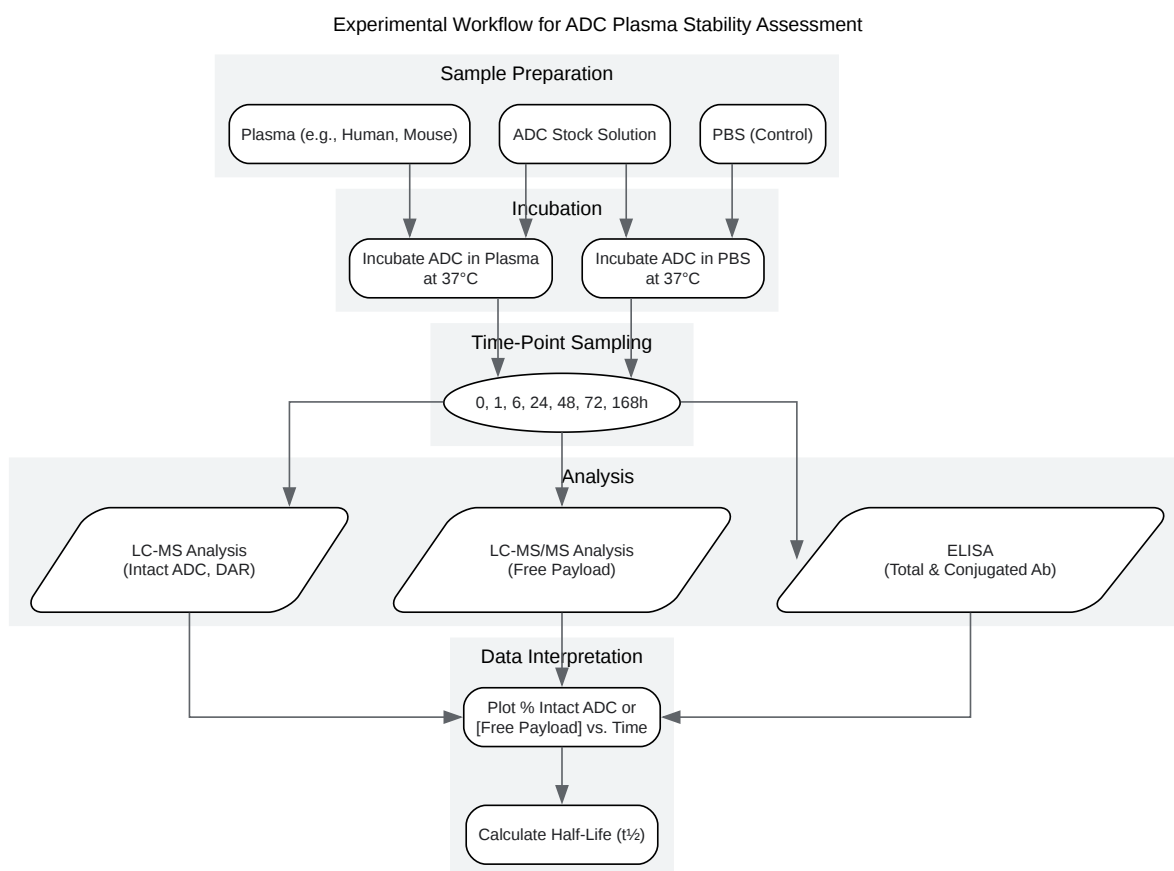 Experimental Workflow for ADC Plasma Stability Assessment
Sample Preparation
Plasma (e.g., Human, Mouse)
ADC Stock Solution
PBS (Control)
Incubation
Incubate ADC in Plasma
at 37°C
Incubate ADC in PBS
at 37°C
Time-Point Sampling
0, 1, 6, 24, 48, 72, 168h
Analysis
LC-MS Analysis
(Intact ADC, DAR)
LC-MS/MS Analysis
(Free Payload)
ELISA
(Total & Conjugated Ab)
Data Interpretation
Plot % Intact ADC or
[Free Payload] vs. Time
Calculate Half-Life (t½)